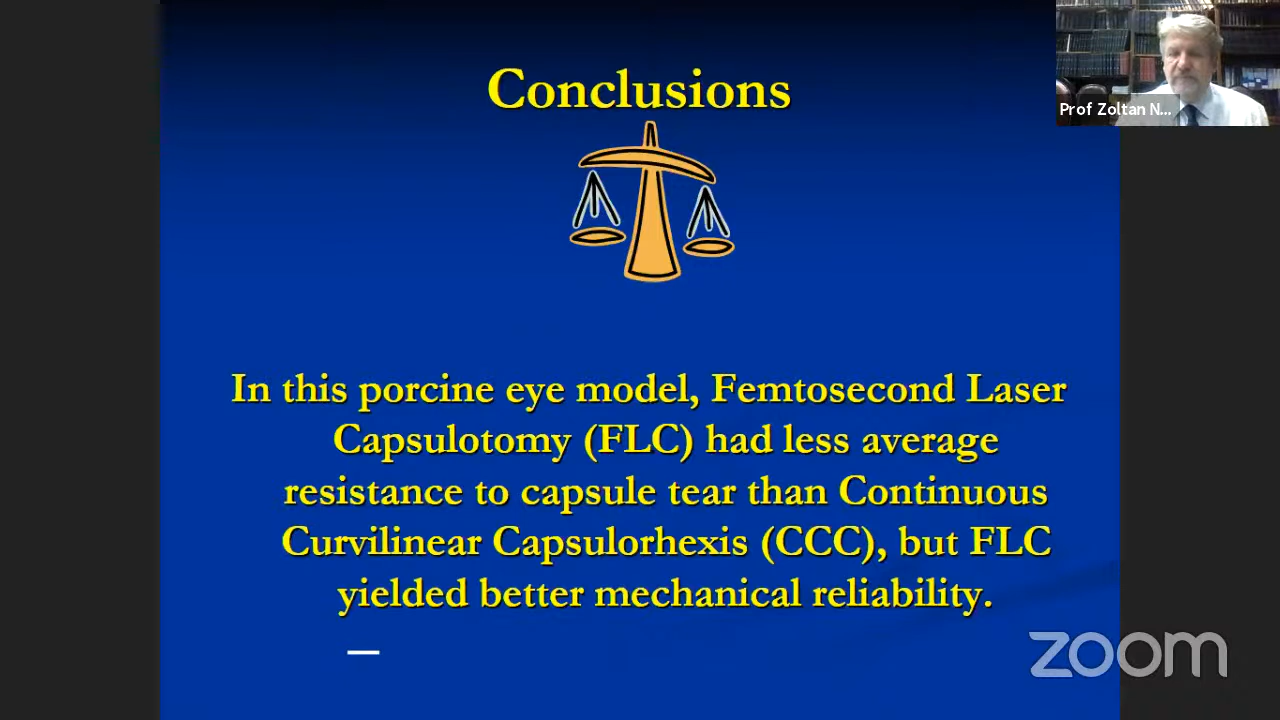 Conclusions
Prof Zoltan N...
In this porcine eye model, Femtosecond Laser
Capsulotomy (FLC) had less average
resistance to capsule tear than Continuous
Curvilinear Capsulorhexis (CCC), but FLC
yielded better mechanical reliability.
zoom